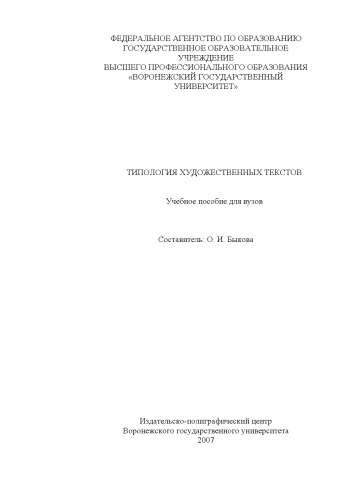 ФЕДЕРАЛЬНОЕ АГЕНТСТВО ПО ОБРАЗОВАНИЮ
ГОСУДАРСТВЕННОЕ ОБРАЗОВАТЕЛЬНОЕ
УЧРЕЖДЕНИЕ
ВЫСШЕГО ПРОФЕССИОНАЛЬНОГО ОБРАЗОВАНИЯ
«ВОРОНЕЖСКИЙ ГОСУДАРСТВЕННЫЙ
УНИВЕРСИТЕТ»
ТИПОЛОГИЯ ХУДОЖЕСТВЕННЫХ ТЕКСТОВ
Учебное пособие для вузов
Составитель: О. И. Быкова
Издательско-полиграфический центр
Воронежского государственного университета
2007